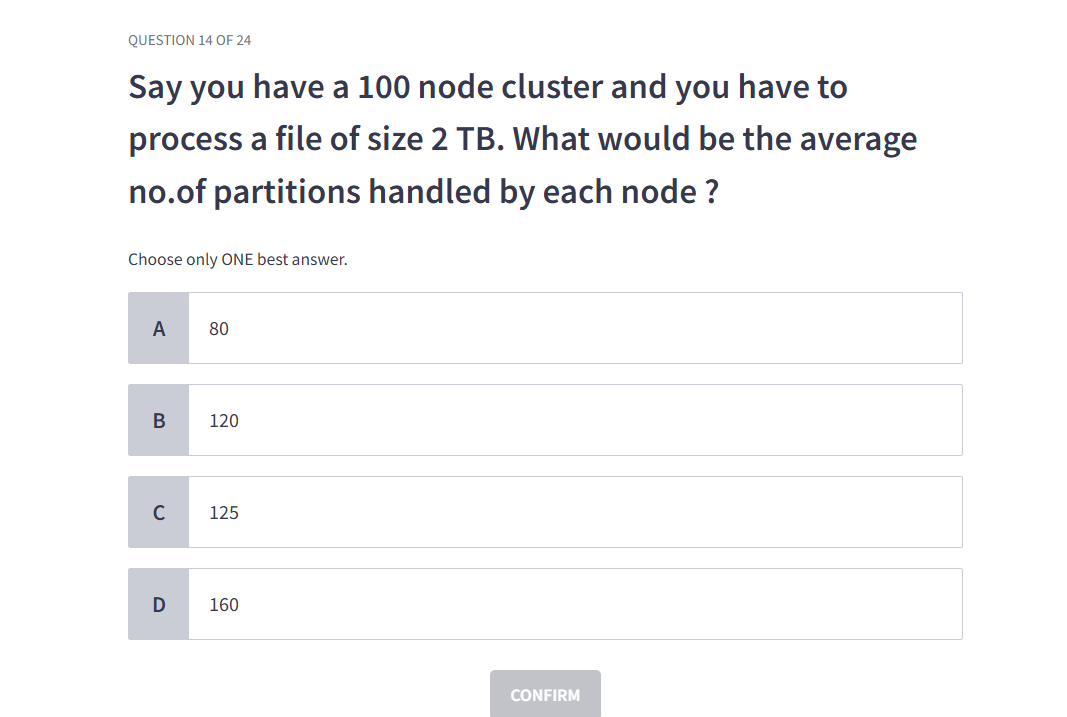 QUESTION 14 OF 24
Say you have a 100 node cluster and you have to
process a file of size 2 TB. What would be the average
no.of partitions handled by each node ?
Choose only ONE best answer.
A 80
B 120
C 125
D 160
CONFIRM